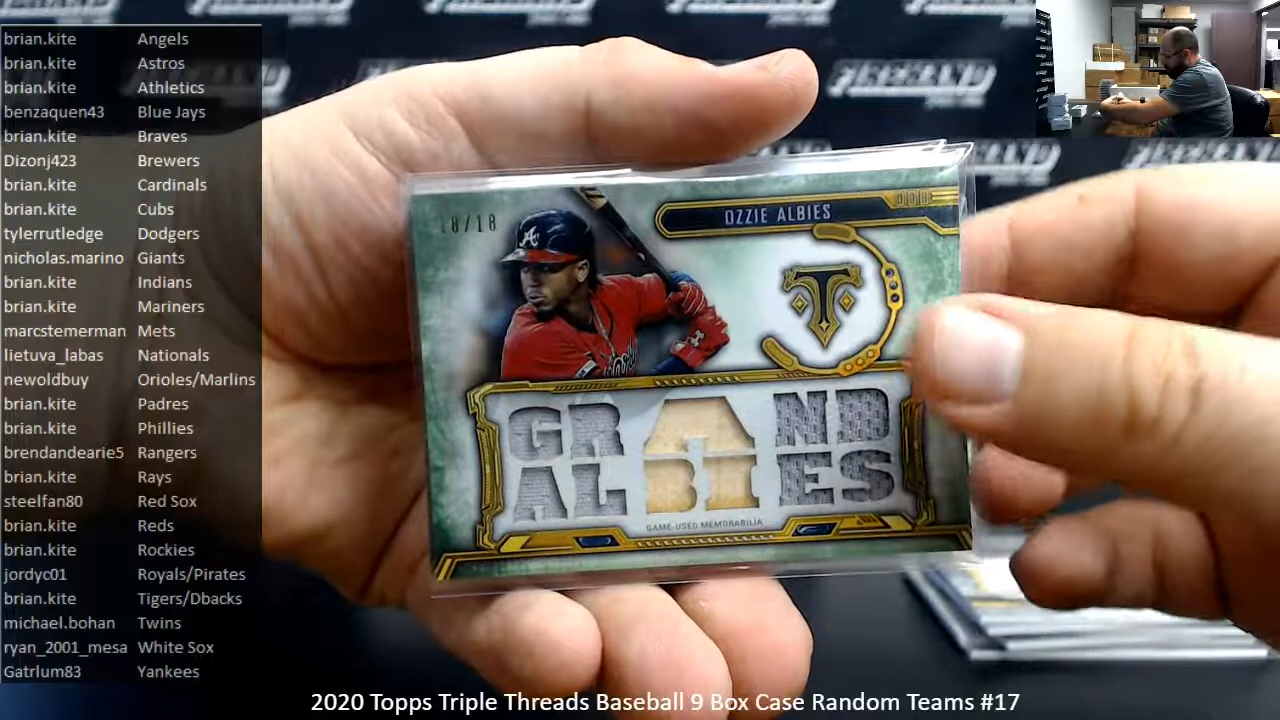 brian.kite Angels
brian.kite Astros
brian.kite Athletics
benzaquen43 Blue Jays
brian.kite Braves
Dizonj423 Brewers
brian.kite Cardinals
brian.kite Cubs
tylerrutledge Dodgers
nicholas.marino Giants
brian.kite Indians
brian.kite Mariners
marcstemerman Mets
lietuva_labas Nationals
newoldbuy Orioles/Marlins
brian.kite Padres
brian.kite Phillies
brendandearie5 Rangers
brian.kite Rays
steelfan80 Red Sox
brian.kite Reds
brian.kite Rockies
jordyc01 Royals/Pirates
brian.kite Tigers/Dbacks
michael.bohan Twins
ryan_2001_mesa White Sox
Gatrlum83 Yankees
18/18
OZZIE ALBIES
A
T
GRAND
ALBIES
GAME-USED MEMORABILIA
2020 Topps Triple Threads Baseball 9 Box Case Random Teams #17